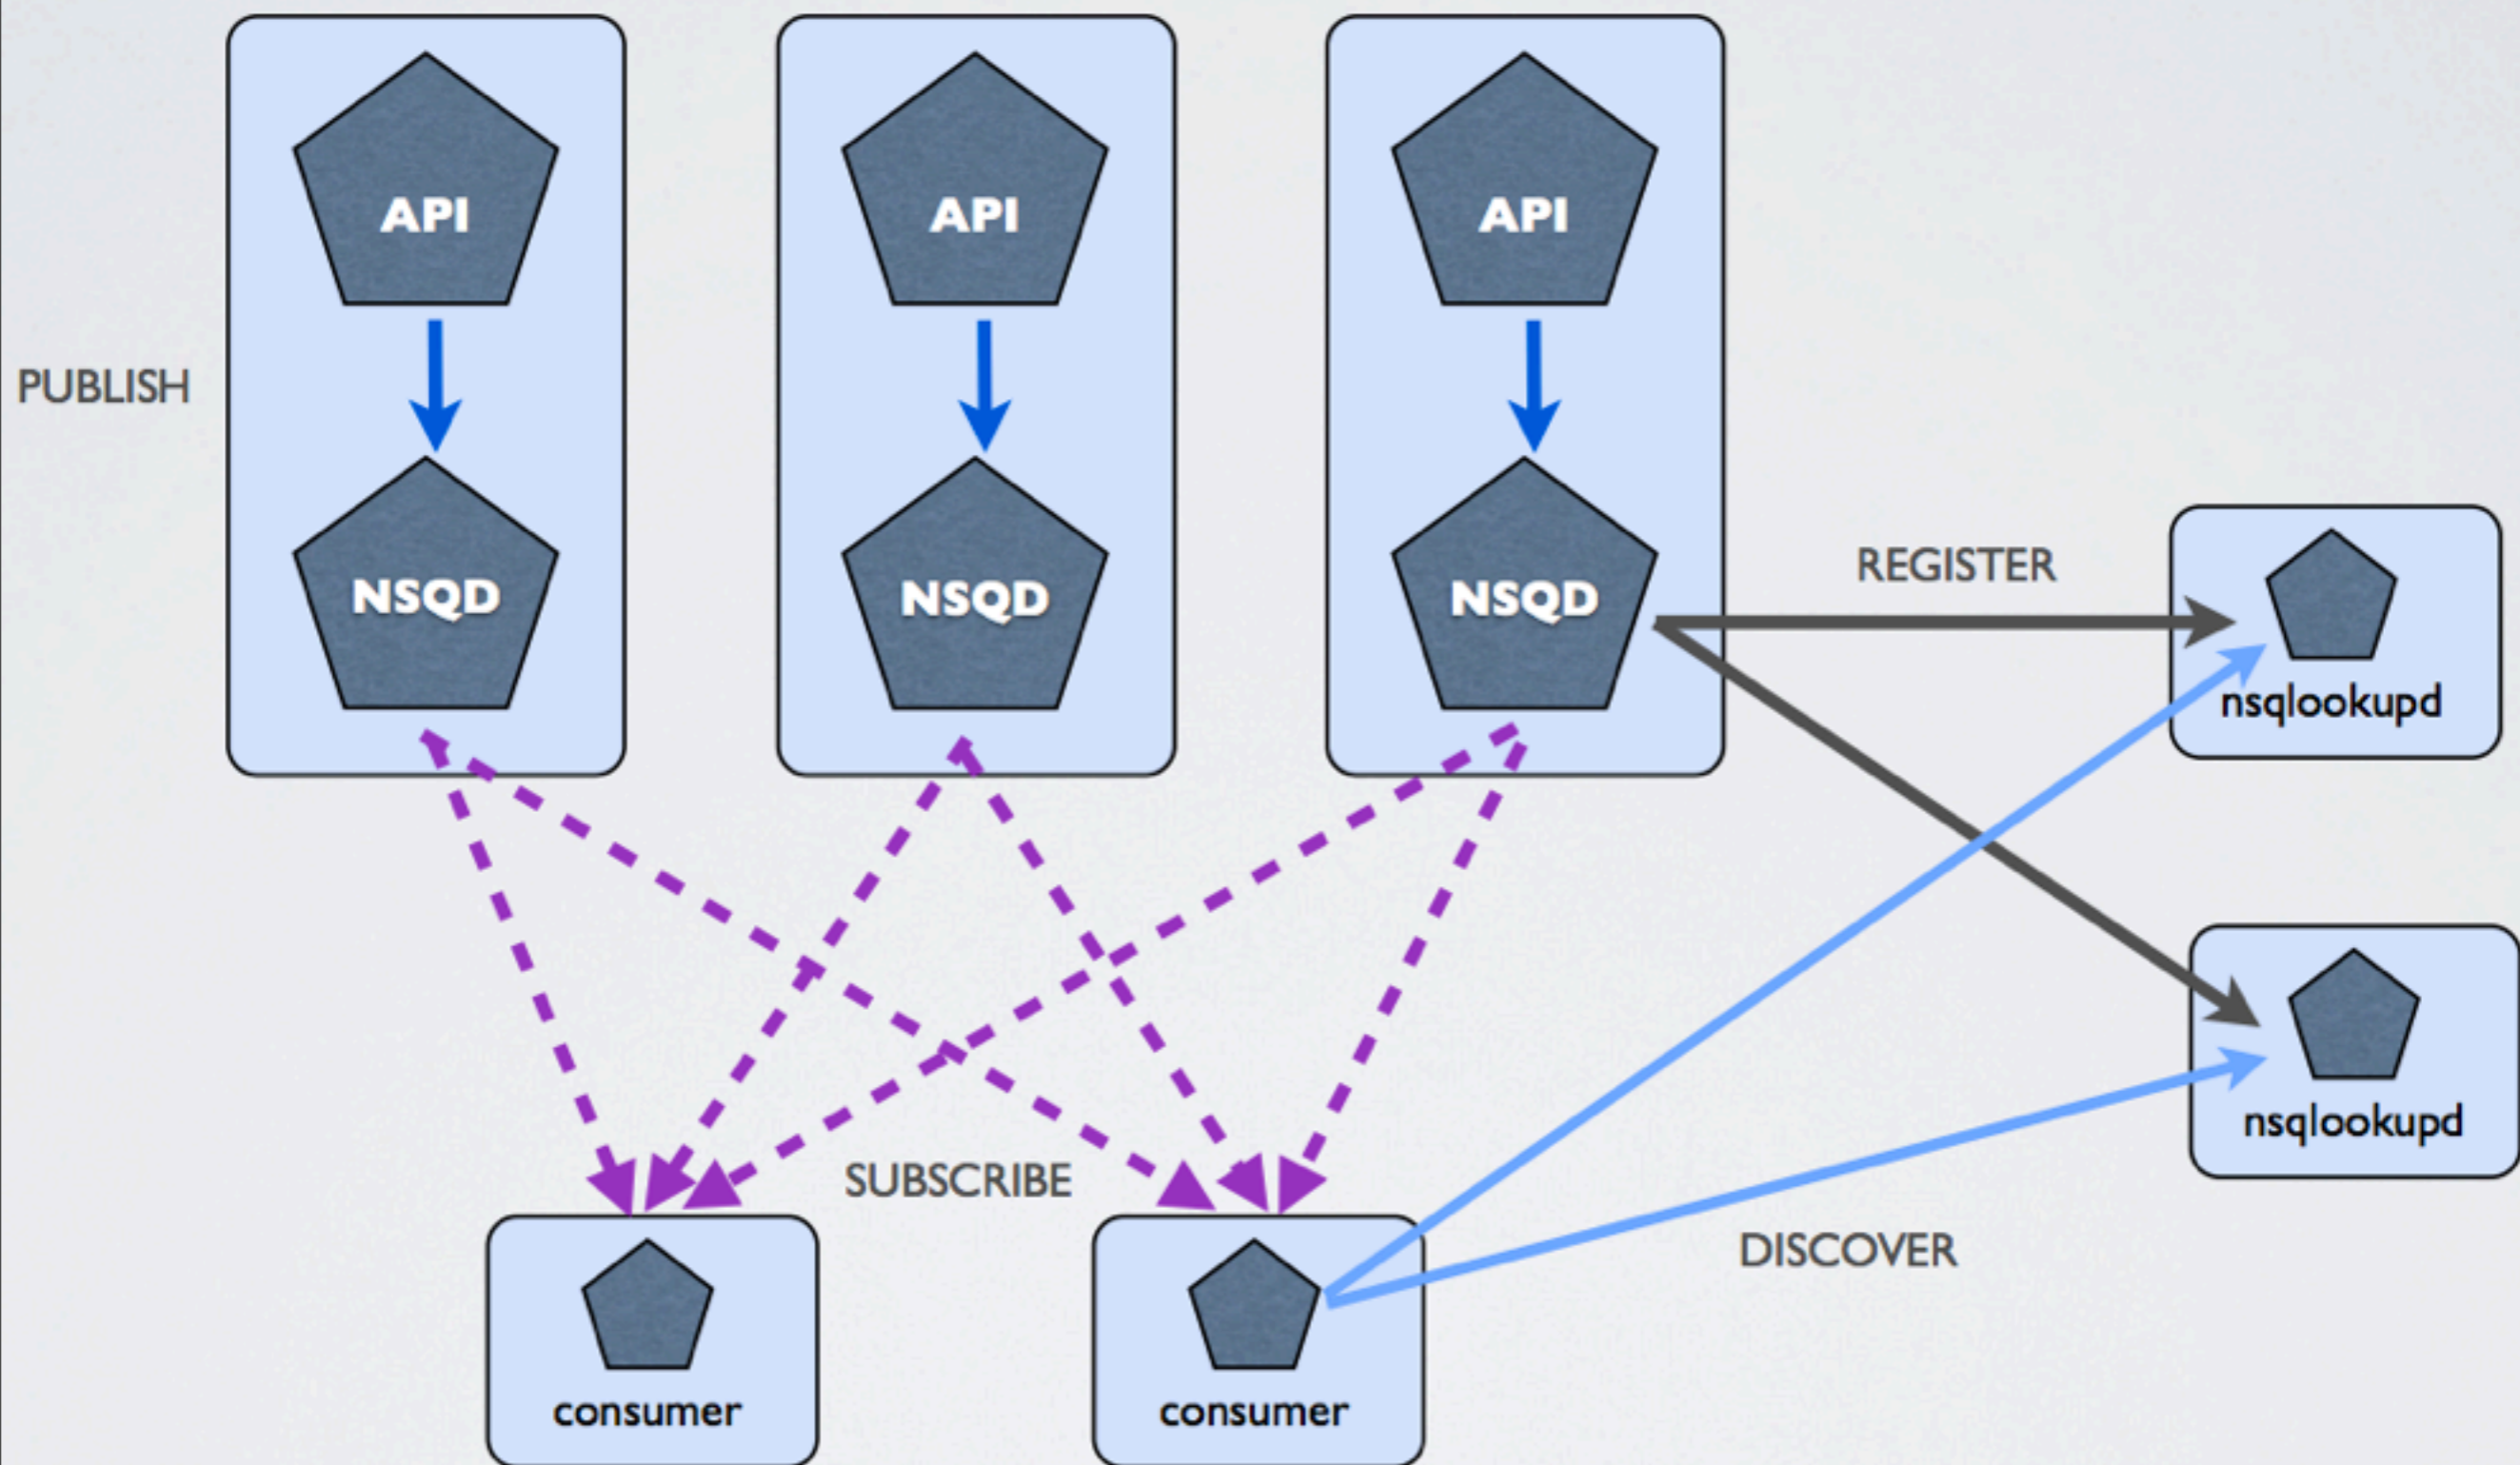 API
API
API
PUBLISH
NSQD
NSQD
NSQD
REGISTER
nsqlookupd
nsqlookupd
SUBSCRIBE
DISCOVER
consumer
consumer